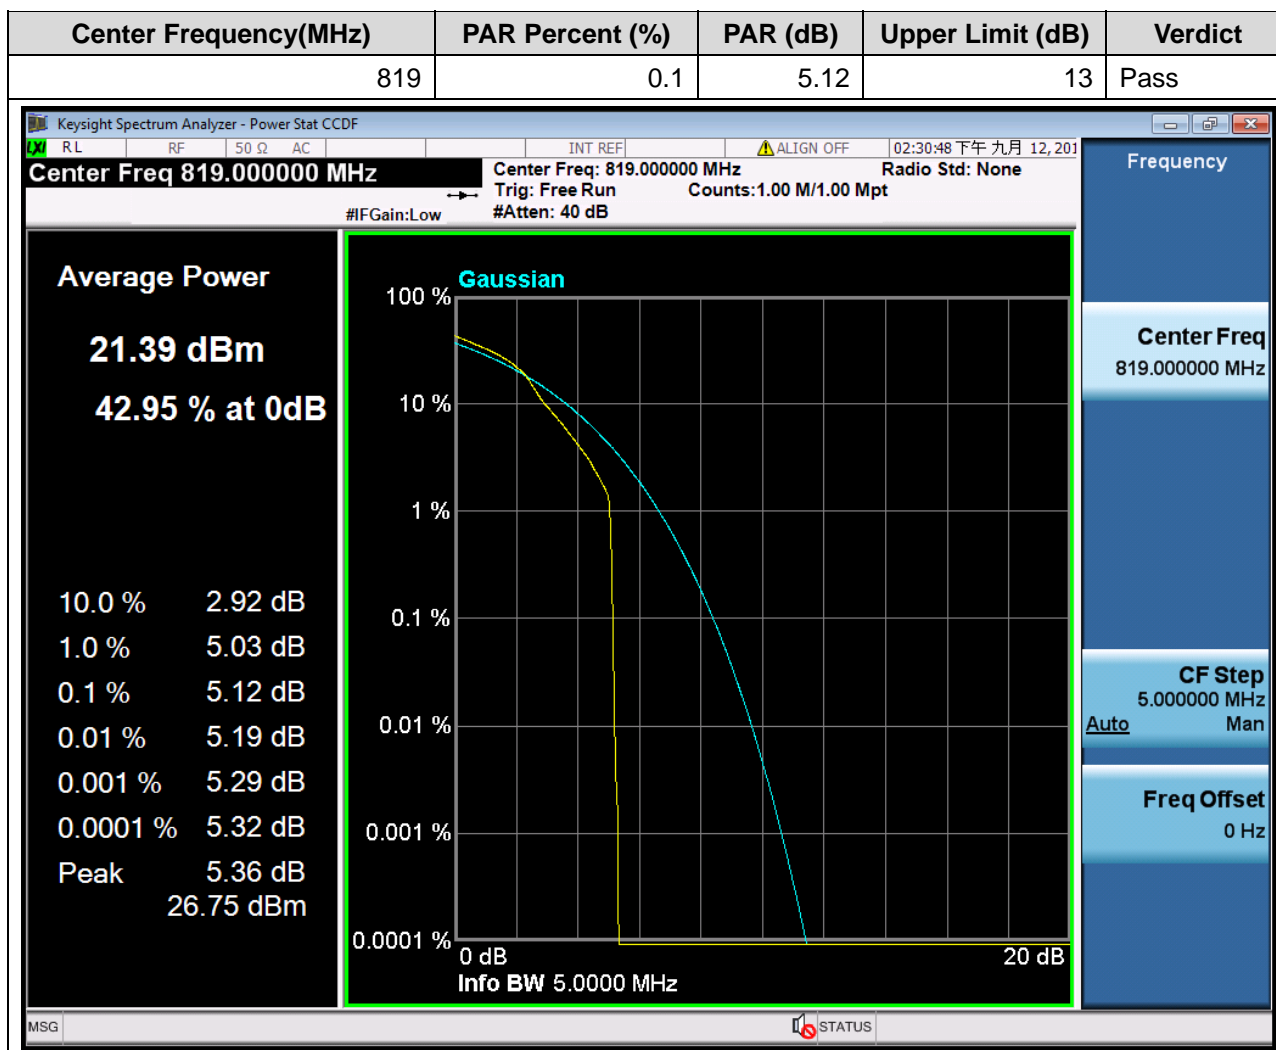 Center Frequency(MHz) PAR Percent (%) PAR (dB) Upper Limit (dB) Verdict
819 0.1 5.12 13 Pass
Keysight Spectrum Analyzer - Power Stat CCDF
LXI RL RF 50 Ω AC INT REF ALIGN OFF 02:30:48 下午 九月 12, 201
Center Freq 819.000000 MHz
Center Freq: 819.000000 MHz Radio Std: None
Trig: Free Run Counts:1.00 M/1.00 Mpt
#IFGain:Low #Atten: 40 dB
Average Power
21.39 dBm
42.95 % at 0dB
10.0 % 2.92 dB
1.0 % 5.03 dB
0.1 % 5.12 dB
0.01 % 5.19 dB
0.001 % 5.29 dB
0.0001 % 5.32 dB
Peak 5.36 dB
26.75 dBm
Gaussian
100 %
10 %
1 %
0.1 %
0.01 %
0.001 %
0.0001 %
0 dB 20 dB
Info BW 5.0000 MHz
Frequency
Center Freq
819.000000 MHz
CF Step
5.000000 MHz
Auto Man
Freq Offset
0 Hz
MSG STATUS